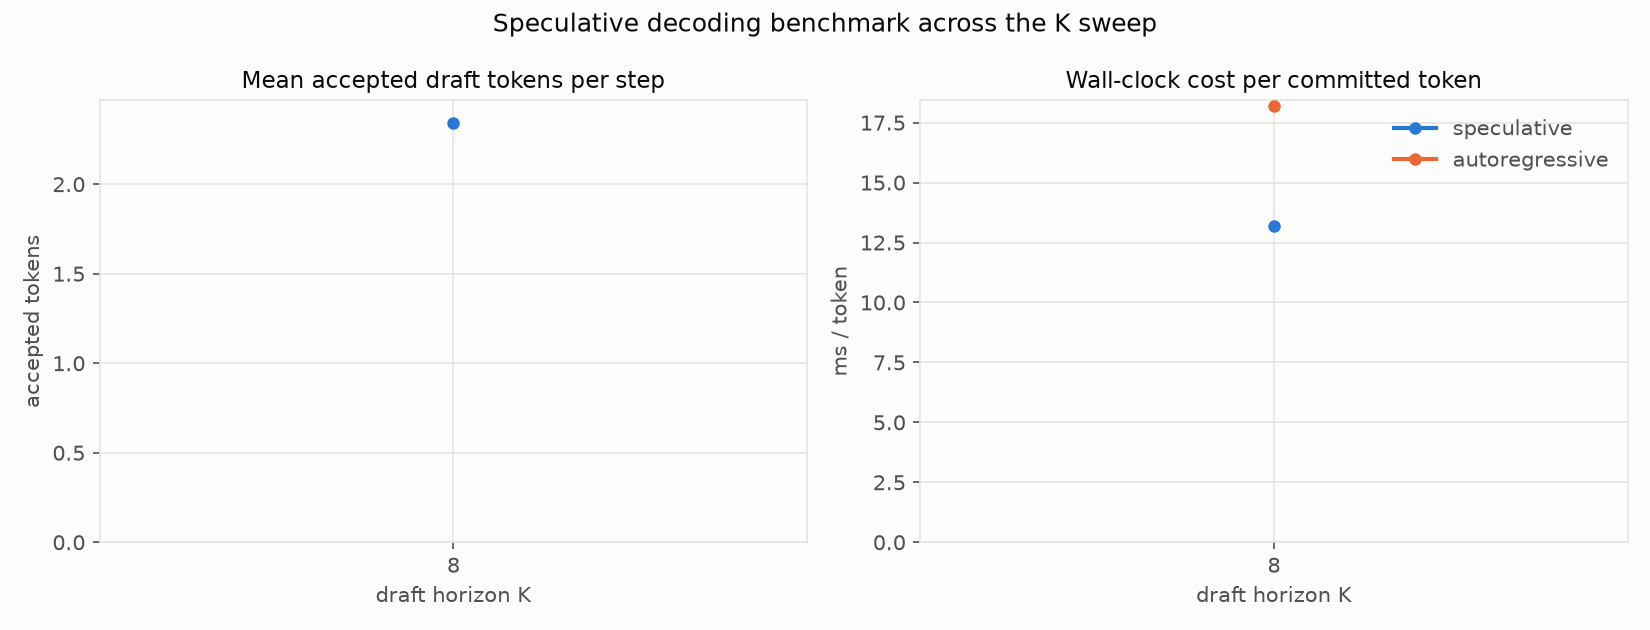 Speculative decoding benchmark across the K sweep
Mean accepted draft tokens per step
accepted tokens
2.0
1.5
1.0
0.5
0.0
8
draft horizon K
Wall-clock cost per committed token
ms / token
17.5
15.0
12.5
10.0
7.5
5.0
2.5
0.0
speculative
autoregressive
8
draft horizon K